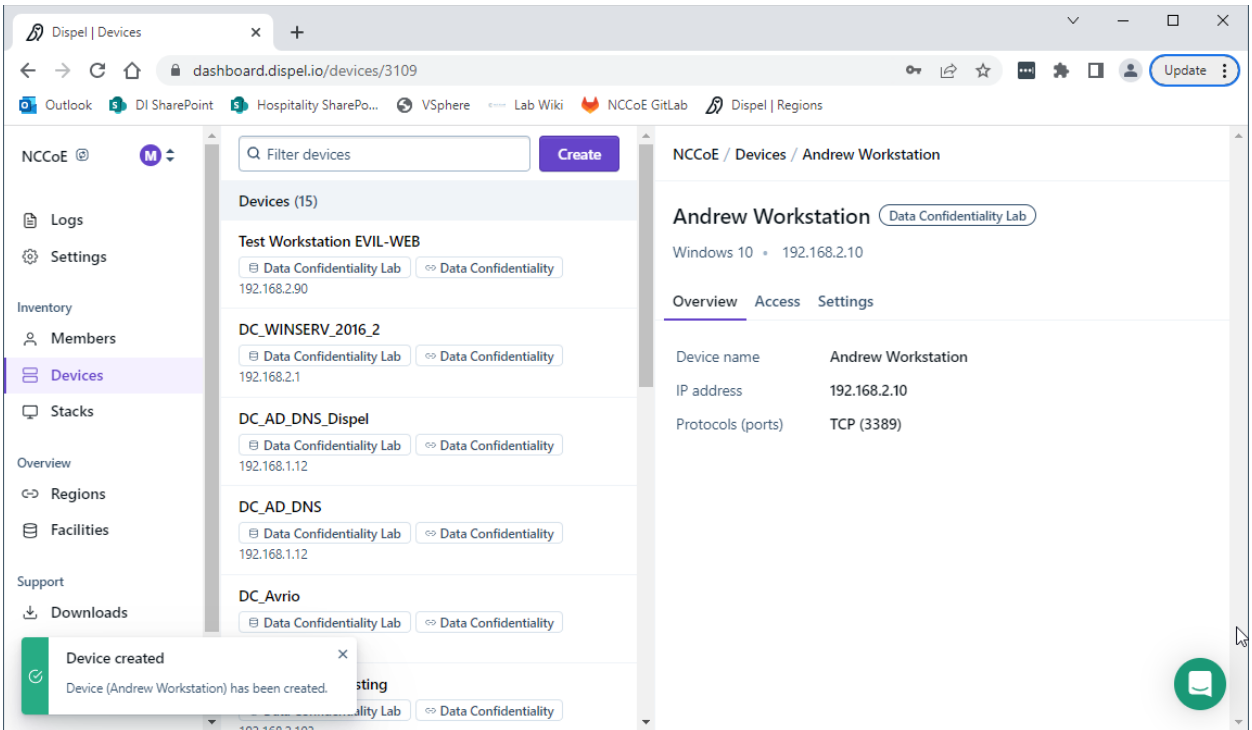 Dispel | Devices
dashboard.dispel.io/devices/3109
Update
Outlook
DI SharePoint
Hospitality SharePo...
VSphere
Lab Wiki
NCCoE GitLab
Dispel | Regions
NCCoE
M
Logs
Settings
Inventory
Members
Devices
Stacks
Overview
Regions
Facilities
Support
Downloads
Filter devices
Create
Devices (15)
Test Workstation EVIL-WEB
Data Confidentiality Lab
Data Confidentiality
192.168.2.90
DC_WINSERV_2016_2
Data Confidentiality Lab
Data Confidentiality
192.168.2.1
DC_AD_DNS_Dispel
Data Confidentiality Lab
Data Confidentiality
192.168.1.12
DC_AD_DNS
Data Confidentiality Lab
Data Confidentiality
192.168.1.12
DC_Avrio
Data Confidentiality Lab
Data Confidentiality
sting
ality Lab
Data Confidentiality
Device created
Device (Andrew Workstation) has been created.
NCCoE / Devices / Andrew Workstation
Andrew Workstation
Data Confidentiality Lab
Windows 10 • 192.168.2.10
Overview
Access
Settings
Device name Andrew Workstation
IP address 192.168.2.10
Protocols (ports) TCP (3389)